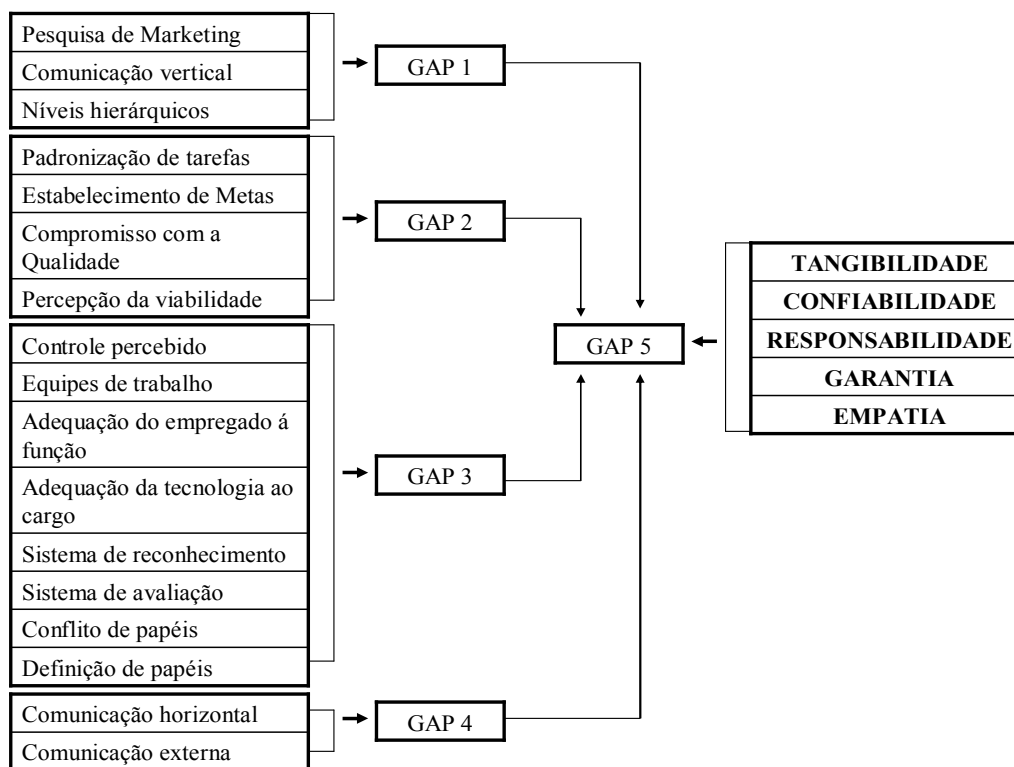 Pesquisa de Marketing
Comunicação vertical
Níveis hierárquicos
GAP 1
Padronização de tarefas
Estabelecimento de Metas
Compromisso com a
Qualidade
Percepção da viabilidade
GAP 2
Controle percebido
Equipes de trabalho
Adequação do empregado á
função
Adequação da tecnologia ao
cargo
Sistema de reconhecimento
Sistema de avaliação
Conflito de papéis
Definição de papéis
GAP 3
Comunicação horizontal
Comunicação externa
GAP 4
GAP 5
TANGIBILIDADE
CONFIABILIDADE
RESPONSABILIDADE
GARANTIA
EMPATIA